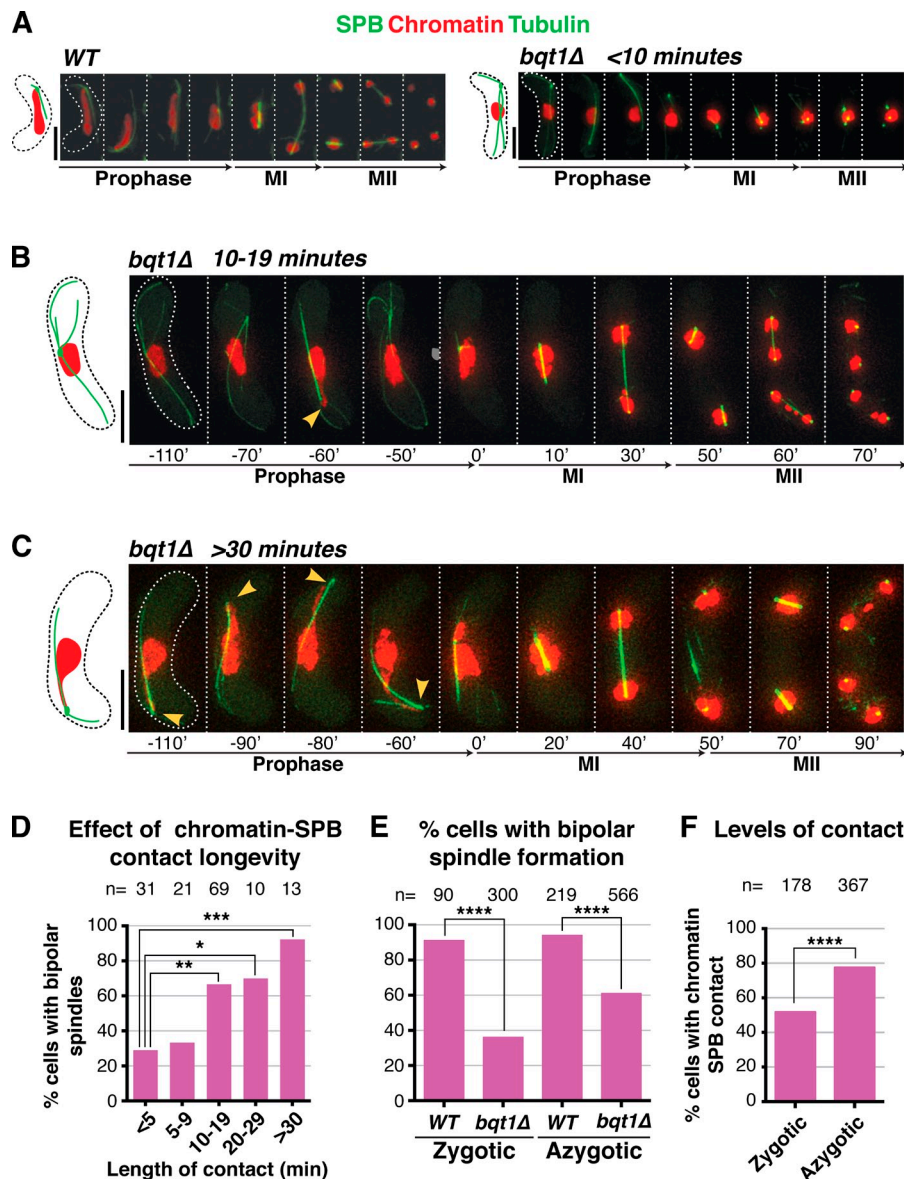 A
SPB Chromatin Tubulin
WT
bqt1Δ <10 minutes
Prophase MI MII
Prophase MI MII
B
bqt1Δ 10-19 minutes
-110’ -70’ -60’ -50’ 0’ 10’ 30’ 50’ 60’ 70’
Prophase MI MII
C
bqt1Δ >30 minutes
-110’ -90’ -80’ -60’ 0’ 20’ 40’ 50’ 70’ 90’
Prophase MI MII
D
Effect of chromatin-SPB
contact longevity
n= 31 21 69 10 13
% cells with bipolar
spindles
100
80
60
40
20
0
***
*
**
<5 5-9 10-19 20-29 >30
Length of contact (min)
E
% cells with bipolar
spindle formation
n= 90 300 219 566
**** ****
100
80
60
40
20
0
WT bqt1Δ WT bqt1Δ
Zygotic Azygotic
F
Levels of contact
n= 178 367
% cells with chromatin
SPB contact
****
100
80
60
40
20
0
Zygotic Azygotic